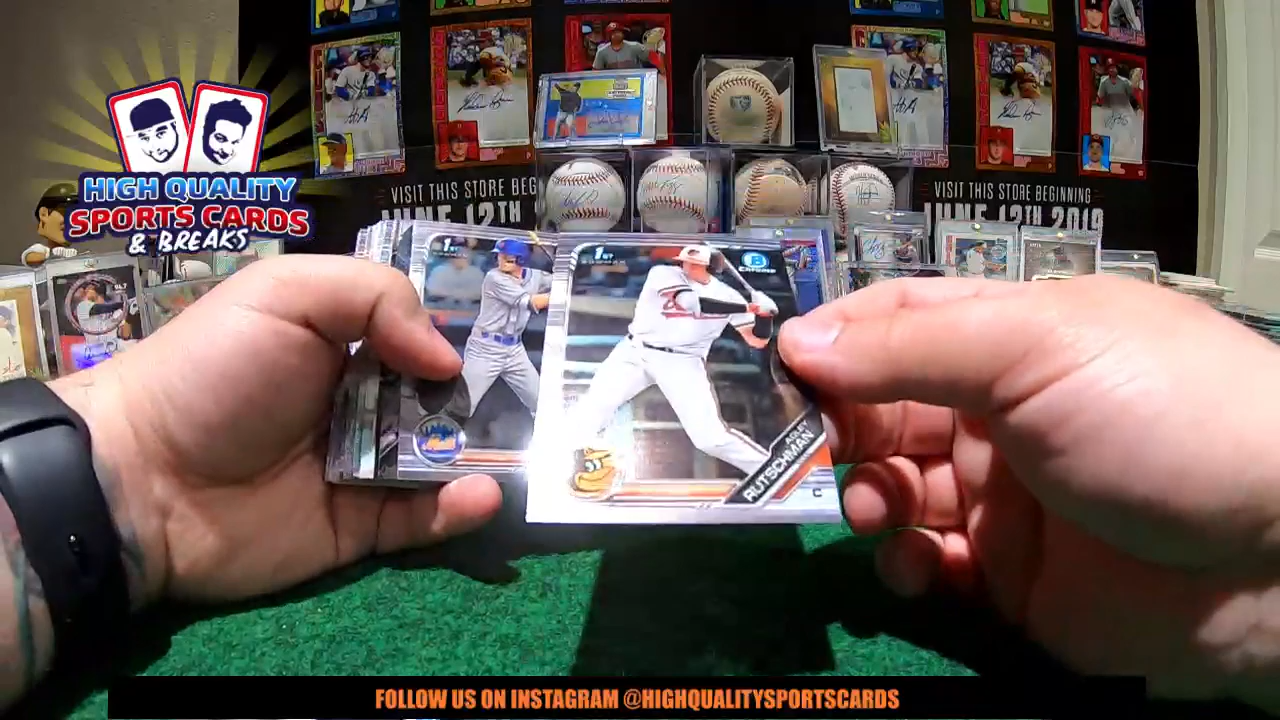 HIGH QUALITY
SPORTS CARDS
& BREAKS
VISIT THIS STORE BEG
JUNE 12TH
VISIT THIS STORE BEGINNING
JUNE 12TH 2019
1ST
1ST
BOWMAN
B
Chrome
Mets
ADLEY
RUTSCHMAN
C
FOLLOW US ON INSTAGRAM @HIGHQUALITYSPORTSCARDS